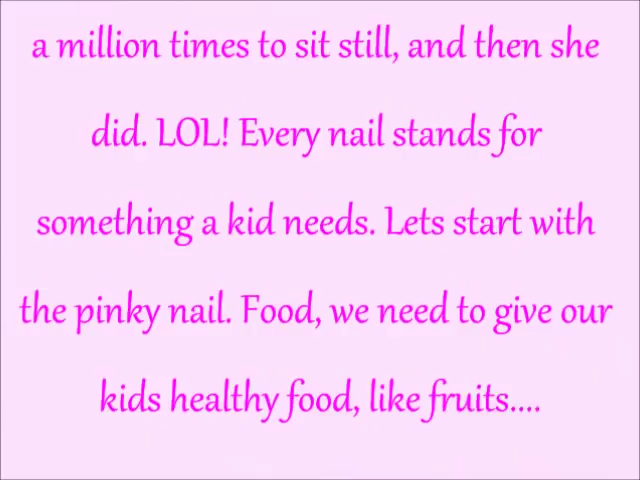 a million times to sit still, and then she
did. LOL! Every nail stands for
something a kid needs. Lets start with
the pinky nail. Food, we need to give our
kids healthy food, like fruits....